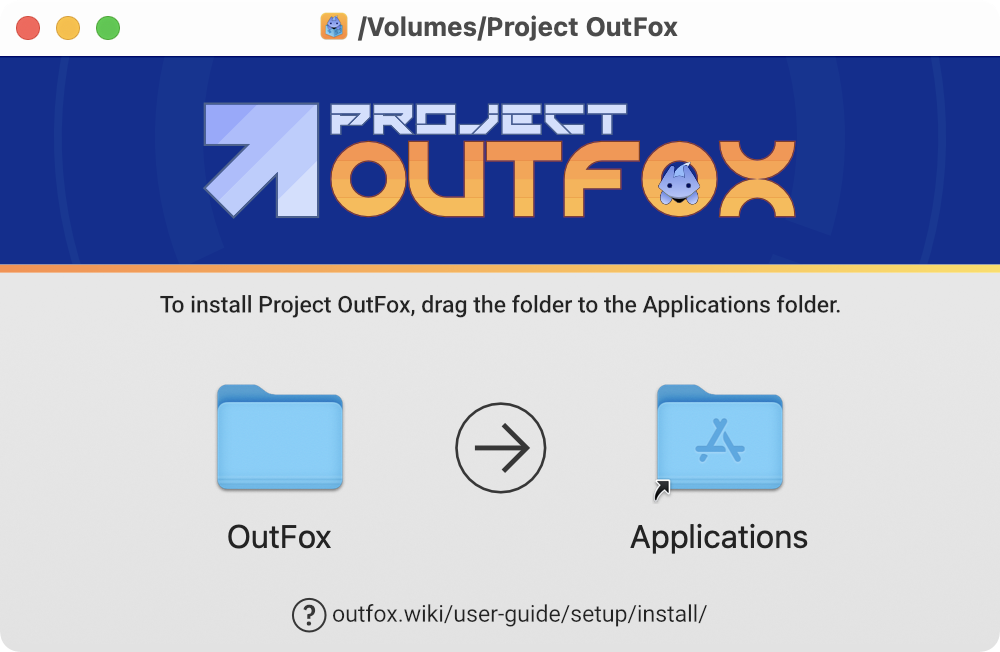 /Volumes/Project OutFox
PROJECT
OUTFOX
To install Project OutFox, drag the folder to the Applications folder.
OutFox
Applications
? outfox.wiki/user-guide/setup/install/